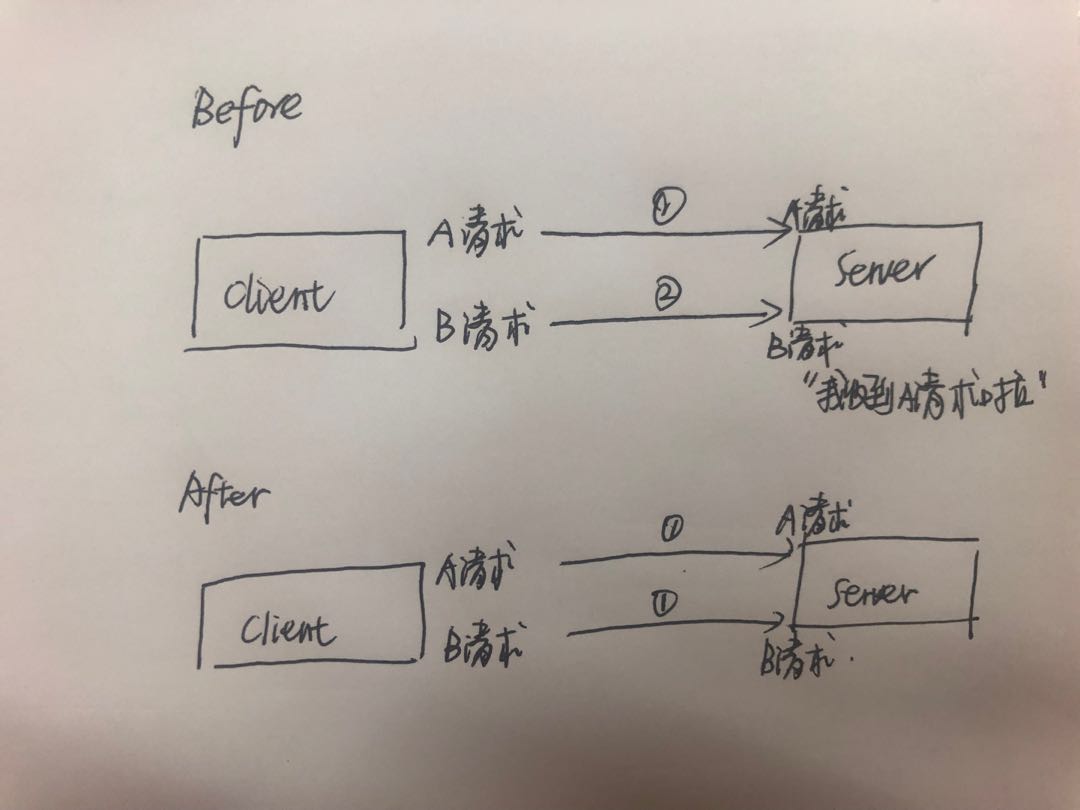 Before
①
A请求
A请求
Client
Server
②
B请求
B请求
"我收到A请求啦"
After
①
A请求
A请求
Client
①
Server
B请求
B请求.